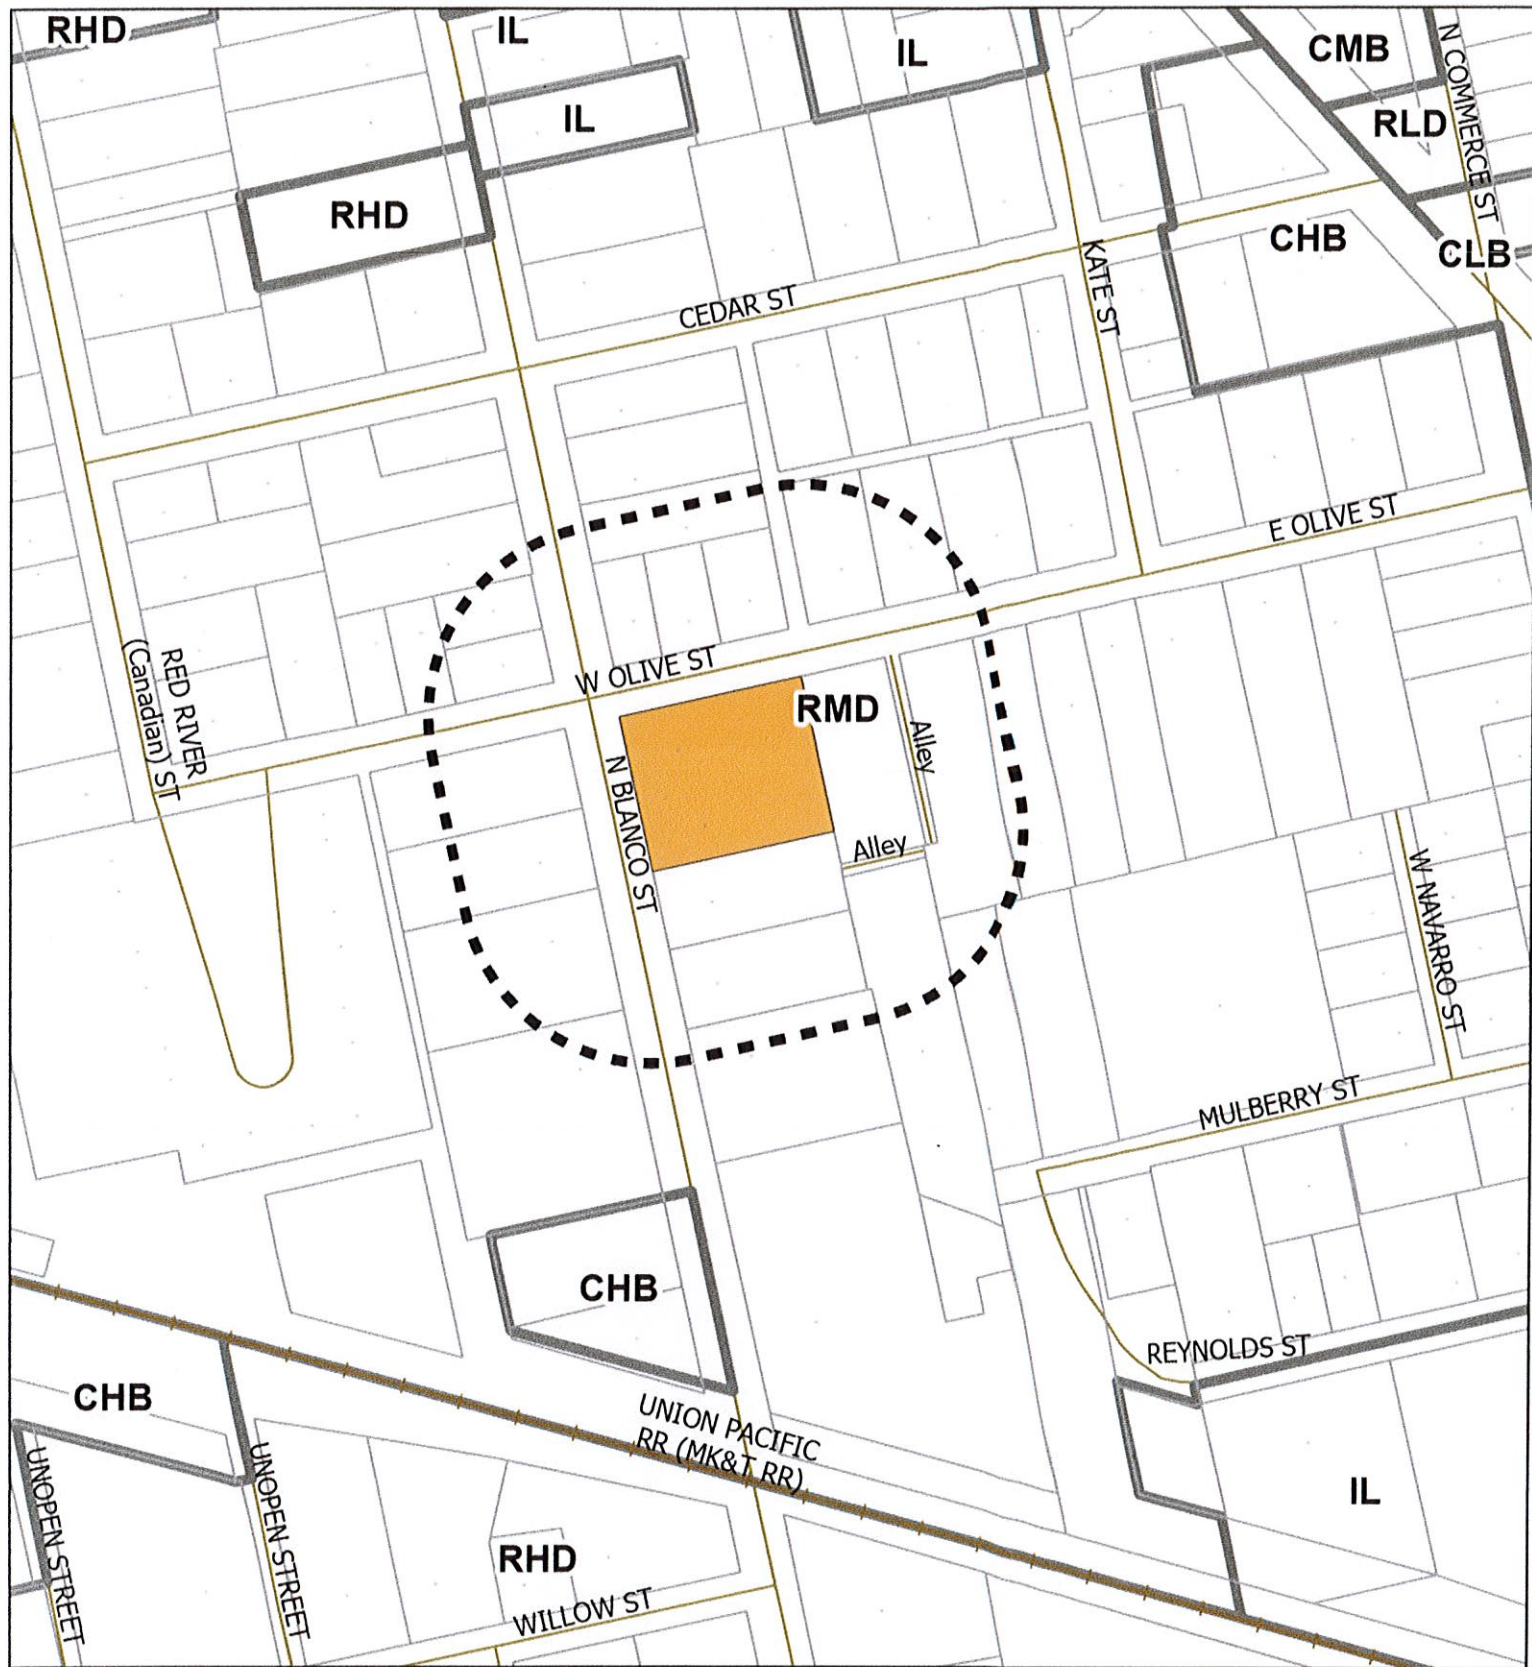 RHD
IL
IL
CMB
N COMMERCE ST
IL
RLD
RHD
CHB
CLB
KATE ST
CEDAR ST
E OLIVE ST
W OLIVE ST
RED RIVER
(Canadian) ST
RMD
Alley
N BLANCO ST
Alley
W NAVARRO ST
MULBERRY ST
CHB
REYNOLDS ST
CHB
UNION PACIFIC
RR (MK&T RR)
UNOPEN STREET
UNOPEN STREET
IL
RHD
WILLOW ST